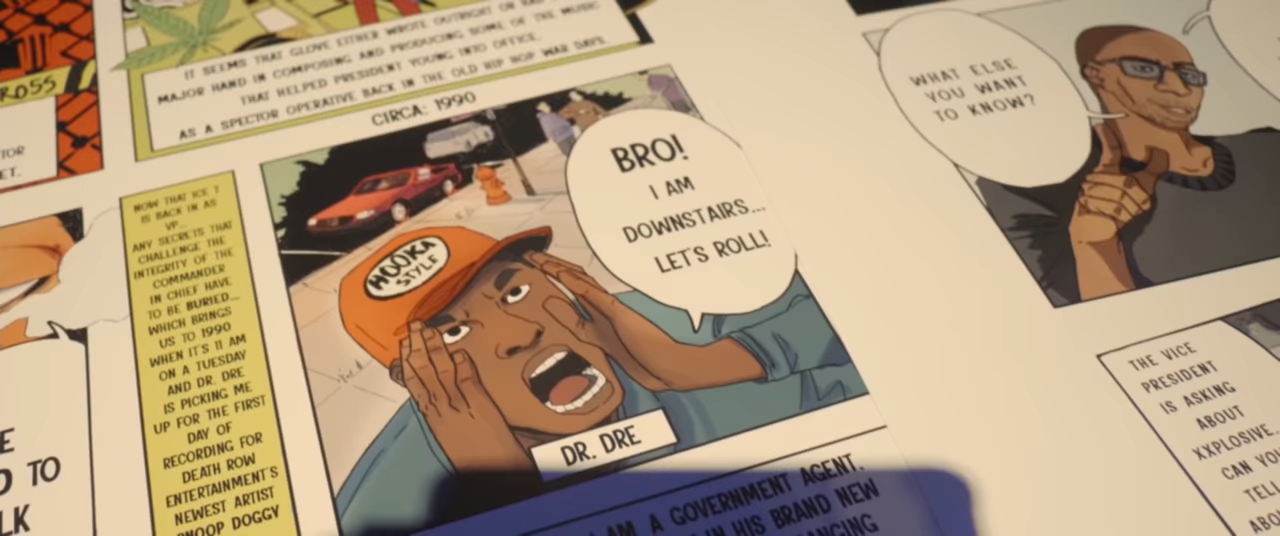 ROSS
IT SEEMS THAT GLOVE EITHER WROTE OUTRIGHT OR HAD
MAJOR HAND IN COMPOSING AND PRODUCING SOME OF THE MUSIC
THAT HELPED PRESIDENT YOUNG INTO OFFICE.
AS A SPECTOR OPERATIVE BACK IN THE OLD HIP HOP WAR DAYS.
CIRCA: 1990
NOW THAT ICE T
IS BACK IN AS
VP...
ANY SECRETS THAT
CHALLENGE THE
INTEGRITY OF THE
COMMANDER
IN CHIEF HAVE
TO BE BURIED...
WHICH BRINGS
US TO 1990
WHEN IT'S 11 AM
ON A TUESDAY
AND DR. DRE
IS PICKING ME
UP FOR THE FIRST
DAY OF
RECORDING FOR
DEATH ROW
ENTERTAINMENT'S
NEWEST ARTIST
SNOOP DOGGY
TO
BRO!
I AM
DOWNSTAIRS...
LET'S ROLL!
HOOKA
STYLE
DR. DRE
I AM, A GOVERNMENT AGENT,
IN HIS BRAND NEW
WHAT ELSE
YOU WANT
TO KNOW?
THE VICE
PRESIDENT
IS ASKING
ABOUT
XXPLOSIVE...
CAN YOU
TELL